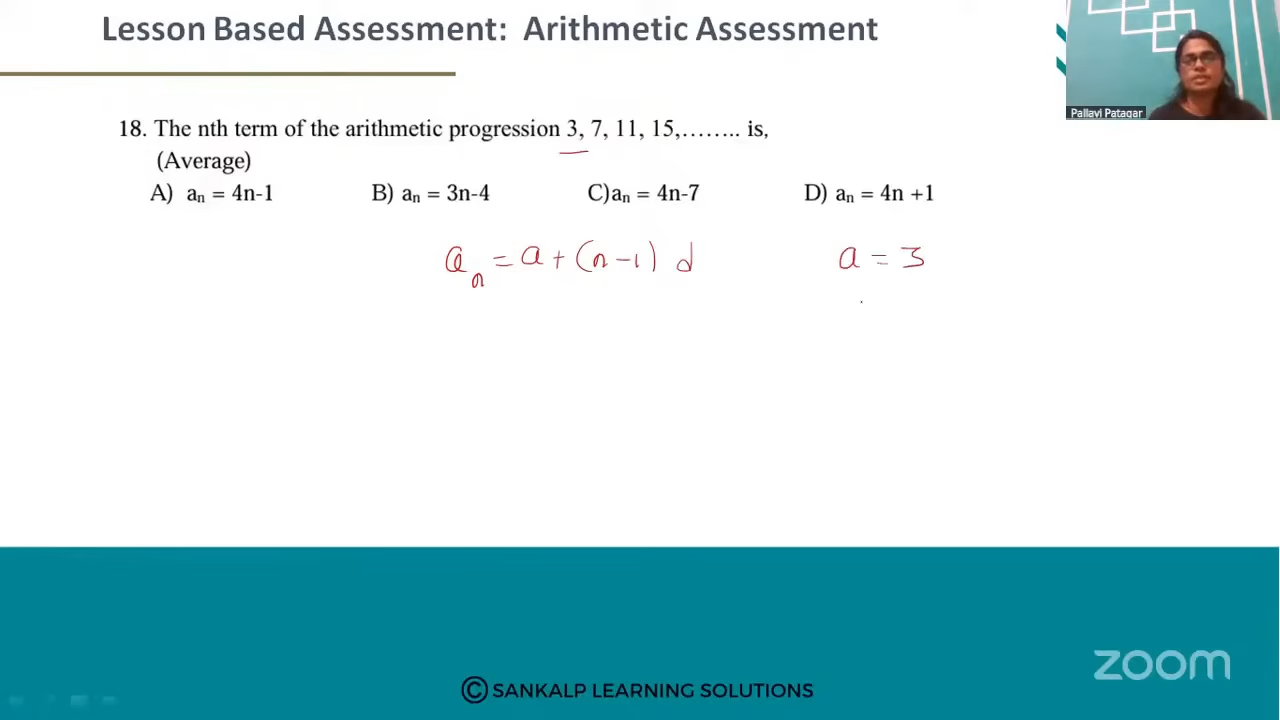 Lesson Based Assessment: Arithmetic Assessment
Pallavi Patagar
18. The nth term of the arithmetic progression 3, 7, 11, 15,…….. is,
(Average)
A) aₙ = 4n-1 B) aₙ = 3n-4 C)aₙ = 4n-7 D) aₙ = 4n +1
aₙ = a + (n-1) d a = 3
zoom
© SANKALP LEARNING SOLUTIONS